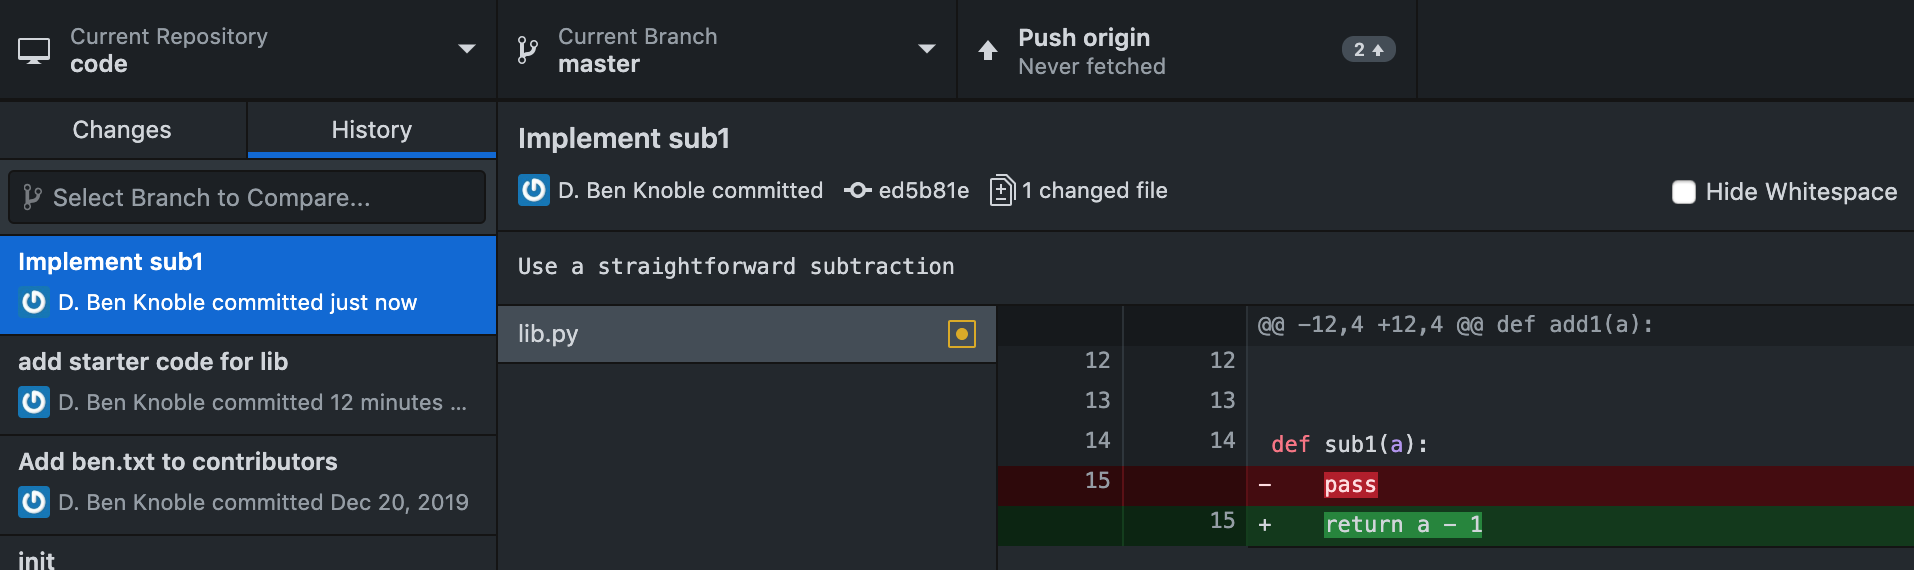 Current Repository
code
Current Branch
master
Push origin
Never fetched
2
Changes
History
Select Branch to Compare...
Implement sub1
D. Ben Knoble committed just now
add starter code for lib
D. Ben Knoble committed 12 minutes ...
Add ben.txt to contributors
D. Ben Knoble committed Dec 20, 2019
init
Implement sub1
D. Ben Knoble committed ed5b81e 1 changed file
Hide Whitespace
Use a straightforward subtraction
lib.py
@@ -12,4 +12,4 @@ def add1(a):
12 12
13 13
14 14 def sub1(a):
15 - pass
15 + return a - 1